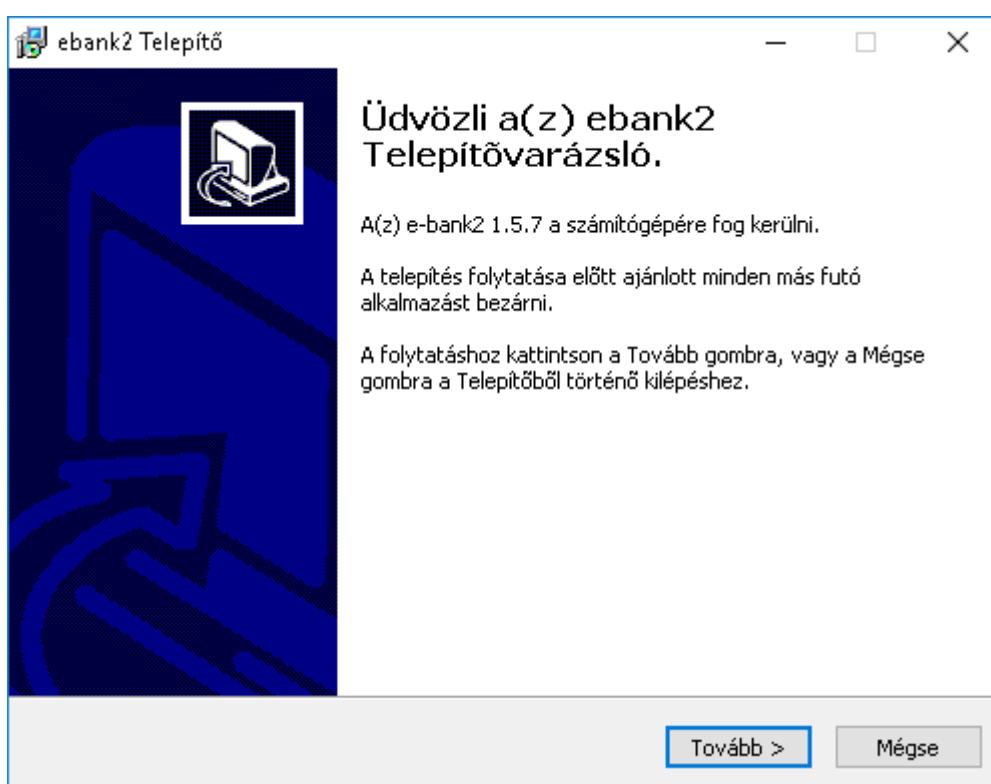 ebank2 Telepítő
Üdvözli a(z) ebank2
Telepítõvarázsló.
A(z) e-bank2 1.5.7 a számítógépére fog kerülni.
A telepítés folytatása előtt ajánlott minden más futó
alkalmazást bezárni.
A folytatáshoz kattintson a Tovább gombra, vagy a Mégse
gombra a Telepítőből történő kilépéshez.
Tovább >
Mégse